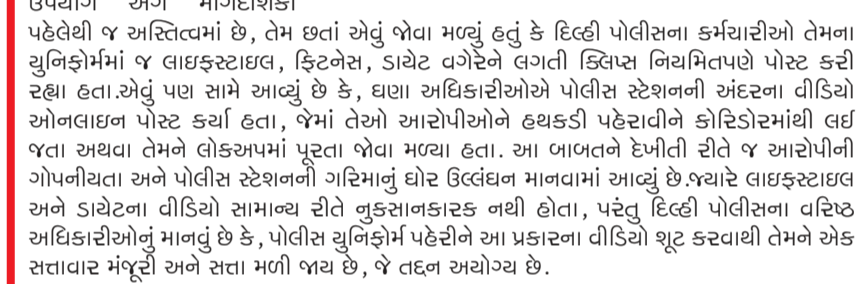 ઉપયોગ અંગે માર્ગદર્શિકા
પહેલેથી જ અસ્તિત્વમાં છે, તેમ છતાં એવું જોવા મળ્યું હતું કે દિલ્હી પોલીસના કર્મચારીઓ તેમના
યુનિફોર્મમાં જ લાઇફસ્ટાઇલ, ફિટનેસ, ડાયેટ વગેરેને લગતી ક્લિપ્સ નિયમિતપણે પોસ્ટ કરી
રહ્યા હતા.એવું પણ સામે આવ્યું છે કે, ઘણા અધિકારીઓએ પોલીસ સ્ટેશનની અંદરના વીડિયો
ઓનલાઇન પોસ્ટ કર્યા હતા, જેમાં તેઓ આરોપીઓને હથકડી પહેરાવીને કોરિડોરમાંથી લઈ
જતા અથવા તેમને લોકઅપમાં પૂરતા જોવા મળ્યા હતા. આ બાબતને દેખીતી રીતે જ આરોપીની
ગોપનીયતા અને પોલીસ સ્ટેશનની ગરિમાનું ઘોર ઉલ્લંઘન માનવામાં આવ્યું છે.જ્યારે લાઇફસ્ટાઇલ
અને ડાયેટના વીડિયો સામાન્ય રીતે નુકસાનકારક નથી હોતા, પરંતુ દિલ્હી પોલીસના વરિષ્ઠ
અધિકારીઓનું માનવું છે કે, પોલીસ યુનિફોર્મ પહેરીને આ પ્રકારના વીડિયો શૂટ કરવાથી તેમને એક
સત્તાવાર મંજૂરી અને સત્તા મળી જાય છે, જે તદ્દન અયોગ્ય છે.